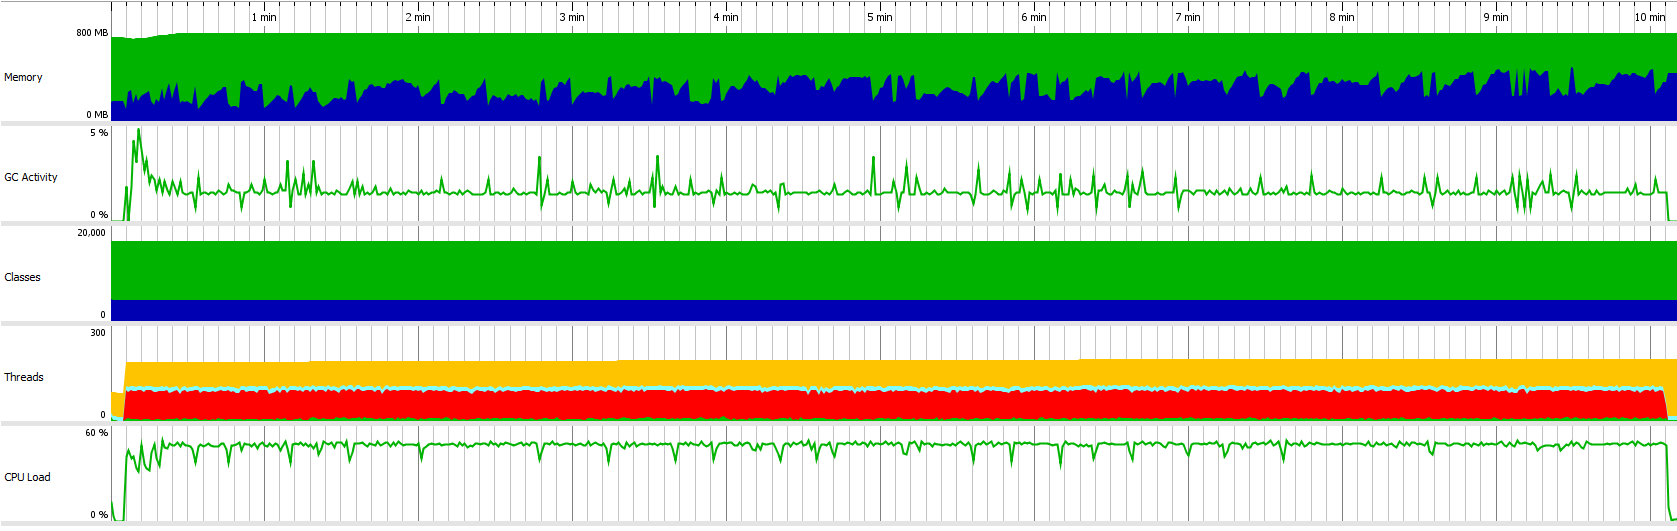 1 min 2 min 3 min 4 min 5 min 6 min 7 min 8 min 9 min 10 min
800 MB
Memory
0 MB
5 %
GC Activity
0 %
20,000
Classes
0
300
Threads
0
60 %
CPU Load
0 %